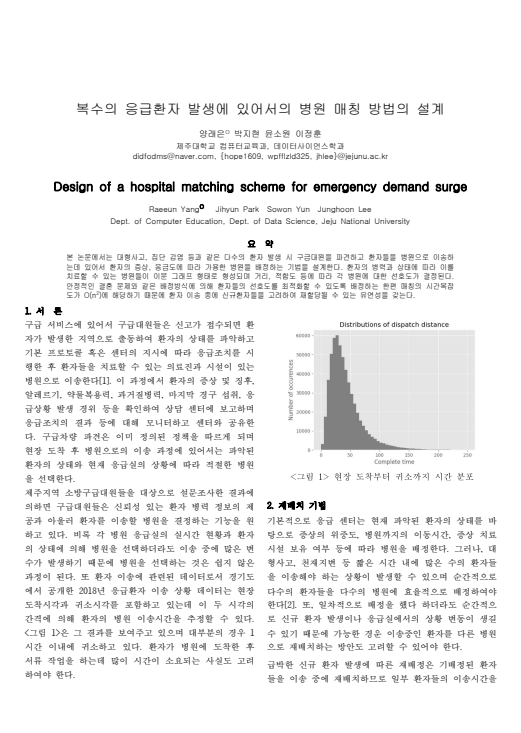 복수의 응급환자 발생에 있어서의 병원 매칭 방법의 설계
양래은○ 박지현 윤소원 이정훈
제주대학교 컴퓨터교육과, 데이터사이언스학과
didfodms@naver.com, {hope1609, wpfflzld325, jhlee}@jejunu.ac.kr
Design of a hospital matching scheme for emergency demand surge
Raeeun Yang○ Jihyun Park Sowon Yun Junghoon Lee
Dept. of Computer Education, Dept. of Data Science, Jeju National University
요 약
본 논문에서는 대형사고, 집단 감염 등과 같은 다수의 환자 발생 시 구급대원들 파견하고 환자들을 병원으로 이송하
는데 있어서 환자의 증상, 응급도에 따라 가용한 병원을 배정하는 기법을 설계한다. 환자의 병력과 상태에 따라 이를
치료할 수 있는 병원들이 이분 그래프 형태로 형성되며 거리, 적합도 등에 따라 각 병원에 대한 선호도가 결정된다.
안정적인 결혼 문제와 같은 배정방식에 의해 환자들의 선호도를 최적화할 수 있도록 배정하는 한편 매칭의 시간복잡
도가 O(n²)에 해당하기 때문에 환자 이송 중에 신규환자들을 고려하여 재할당될 수 있는 유연성을 갖는다.
1. 서 론
구급 서비스에 있어서 구급대원들은 신고가 접수되면 환
자가 발생한 지역으로 출동하여 환자의 상태를 파악하고
기본 프로토콜 혹은 센터의 지시에 따라 응급조치를 시
행한 후 환자들을 치료할 수 있는 의료진과 시설이 있는
병원으로 이송한다[1]. 이 과정에서 환자의 증상 및 징후,
알레르기, 약물복용력, 과거질병력, 마지막 경구 섭취, 응
급상황 발생 경위 등을 확인하여 상담 센터에 보고하며
응급조치의 결과 등에 대해 모니터하고 센터와 공유한
다. 구급차량 파견은 이미 정의된 정책을 따르게 되며
현장 도착 후 병원으로의 이송 과정에 있어서는 파악된
환자의 상태와 현재 응급실의 상황에 따라 적절한 병원
을 선택한다.
제주지역 소방구급대원들을 대상으로 설문조사한 결과에
의하면 구급대원들은 신뢰성 있는 환자 병력 정보의 제
공과 아울러 환자를 이송할 병원을 결정하는 기능을 원
하고 있다. 비록 각 병원 응급실의 실시간 현황과 환자
의 상태에 의해 병원을 선택하더라도 이송 중에 많은 변
수가 발생하기 때문에 병원을 선택하는 것은 쉽지 않은
과정이 된다. 또 환자 이송에 관련된 데이터로서 경기도
에서 공개한 2018년 응급환자 이송 상황 데이터는 현장
도착시각과 귀소시각을 포함하고 있는데 이 두 시각의
간격에 의해 환자의 병원 이송시간을 추정할 수 있다.
<그림 1>은 그 결과를 보여주고 있으며 대부분의 경우 1
시간 이내에 귀소하고 있다. 환자가 병원에 도착한 후
서류 작업을 하는데 많이 시간이 소요되는 사실도 고려
하여야 한다.
Distributions of dispatch distance
Number of occurences
60000
50000
40000
30000
20000
10000
0
0 50 100 150 200 250
Complete time
<그림 1> 현장 도착부터 귀소까지 시간 분포
2. 재배치 기법
기본적으로 응급 센터는 현재 파악된 환자의 상태를 바
탕으로 증상의 위중도, 병원까지의 이동시간, 증상 치료
시설 보유 여부 등에 따라 병원을 배정한다. 그러나, 대
형사고, 천재지변 등 짧은 시간 내에 많은 수의 환자들
을 이송해야 하는 상황이 발생할 수 있으며 순간적으로
다수의 환자들을 다수의 병원에 효율적으로 배정하여야
한다[2]. 또, 일차적으로 배정을 했다 하더라도 순간적으
로 신규 환자 발생이나 응급실에서의 상황 변동이 생길
수 있기 때문에 가능한 경운 이송중인 환자를 다른 병원
으로 재배치하는 방안도 고려할 수 있어야 한다.
급박한 신규 환자 발생에 따른 재배정은 기배정된 환자
들을 이송 중에 재배치하므로 일부 환자들의 이송시간을